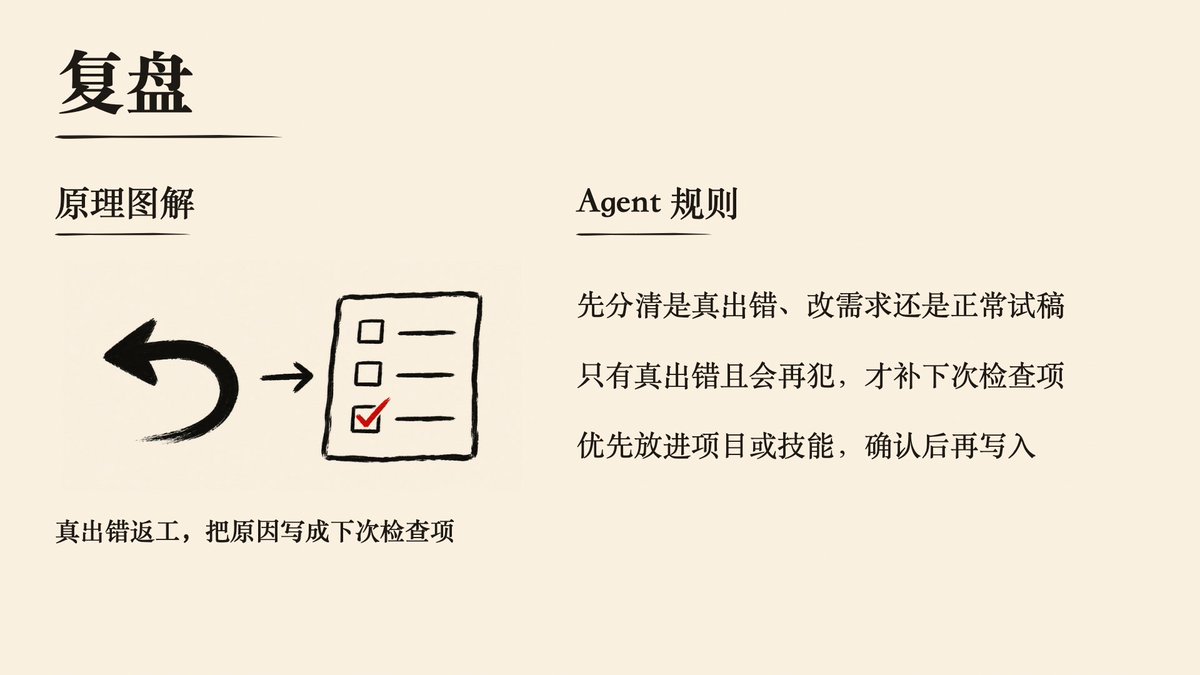 复盘
原理图解
真出错返工，把原因写成下次检查项
Agent 规则
先分清是真出错、改需求还是正常试稿
只有真出错且会再犯，才补下次检查项
优先放进项目或技能，确认后再写入